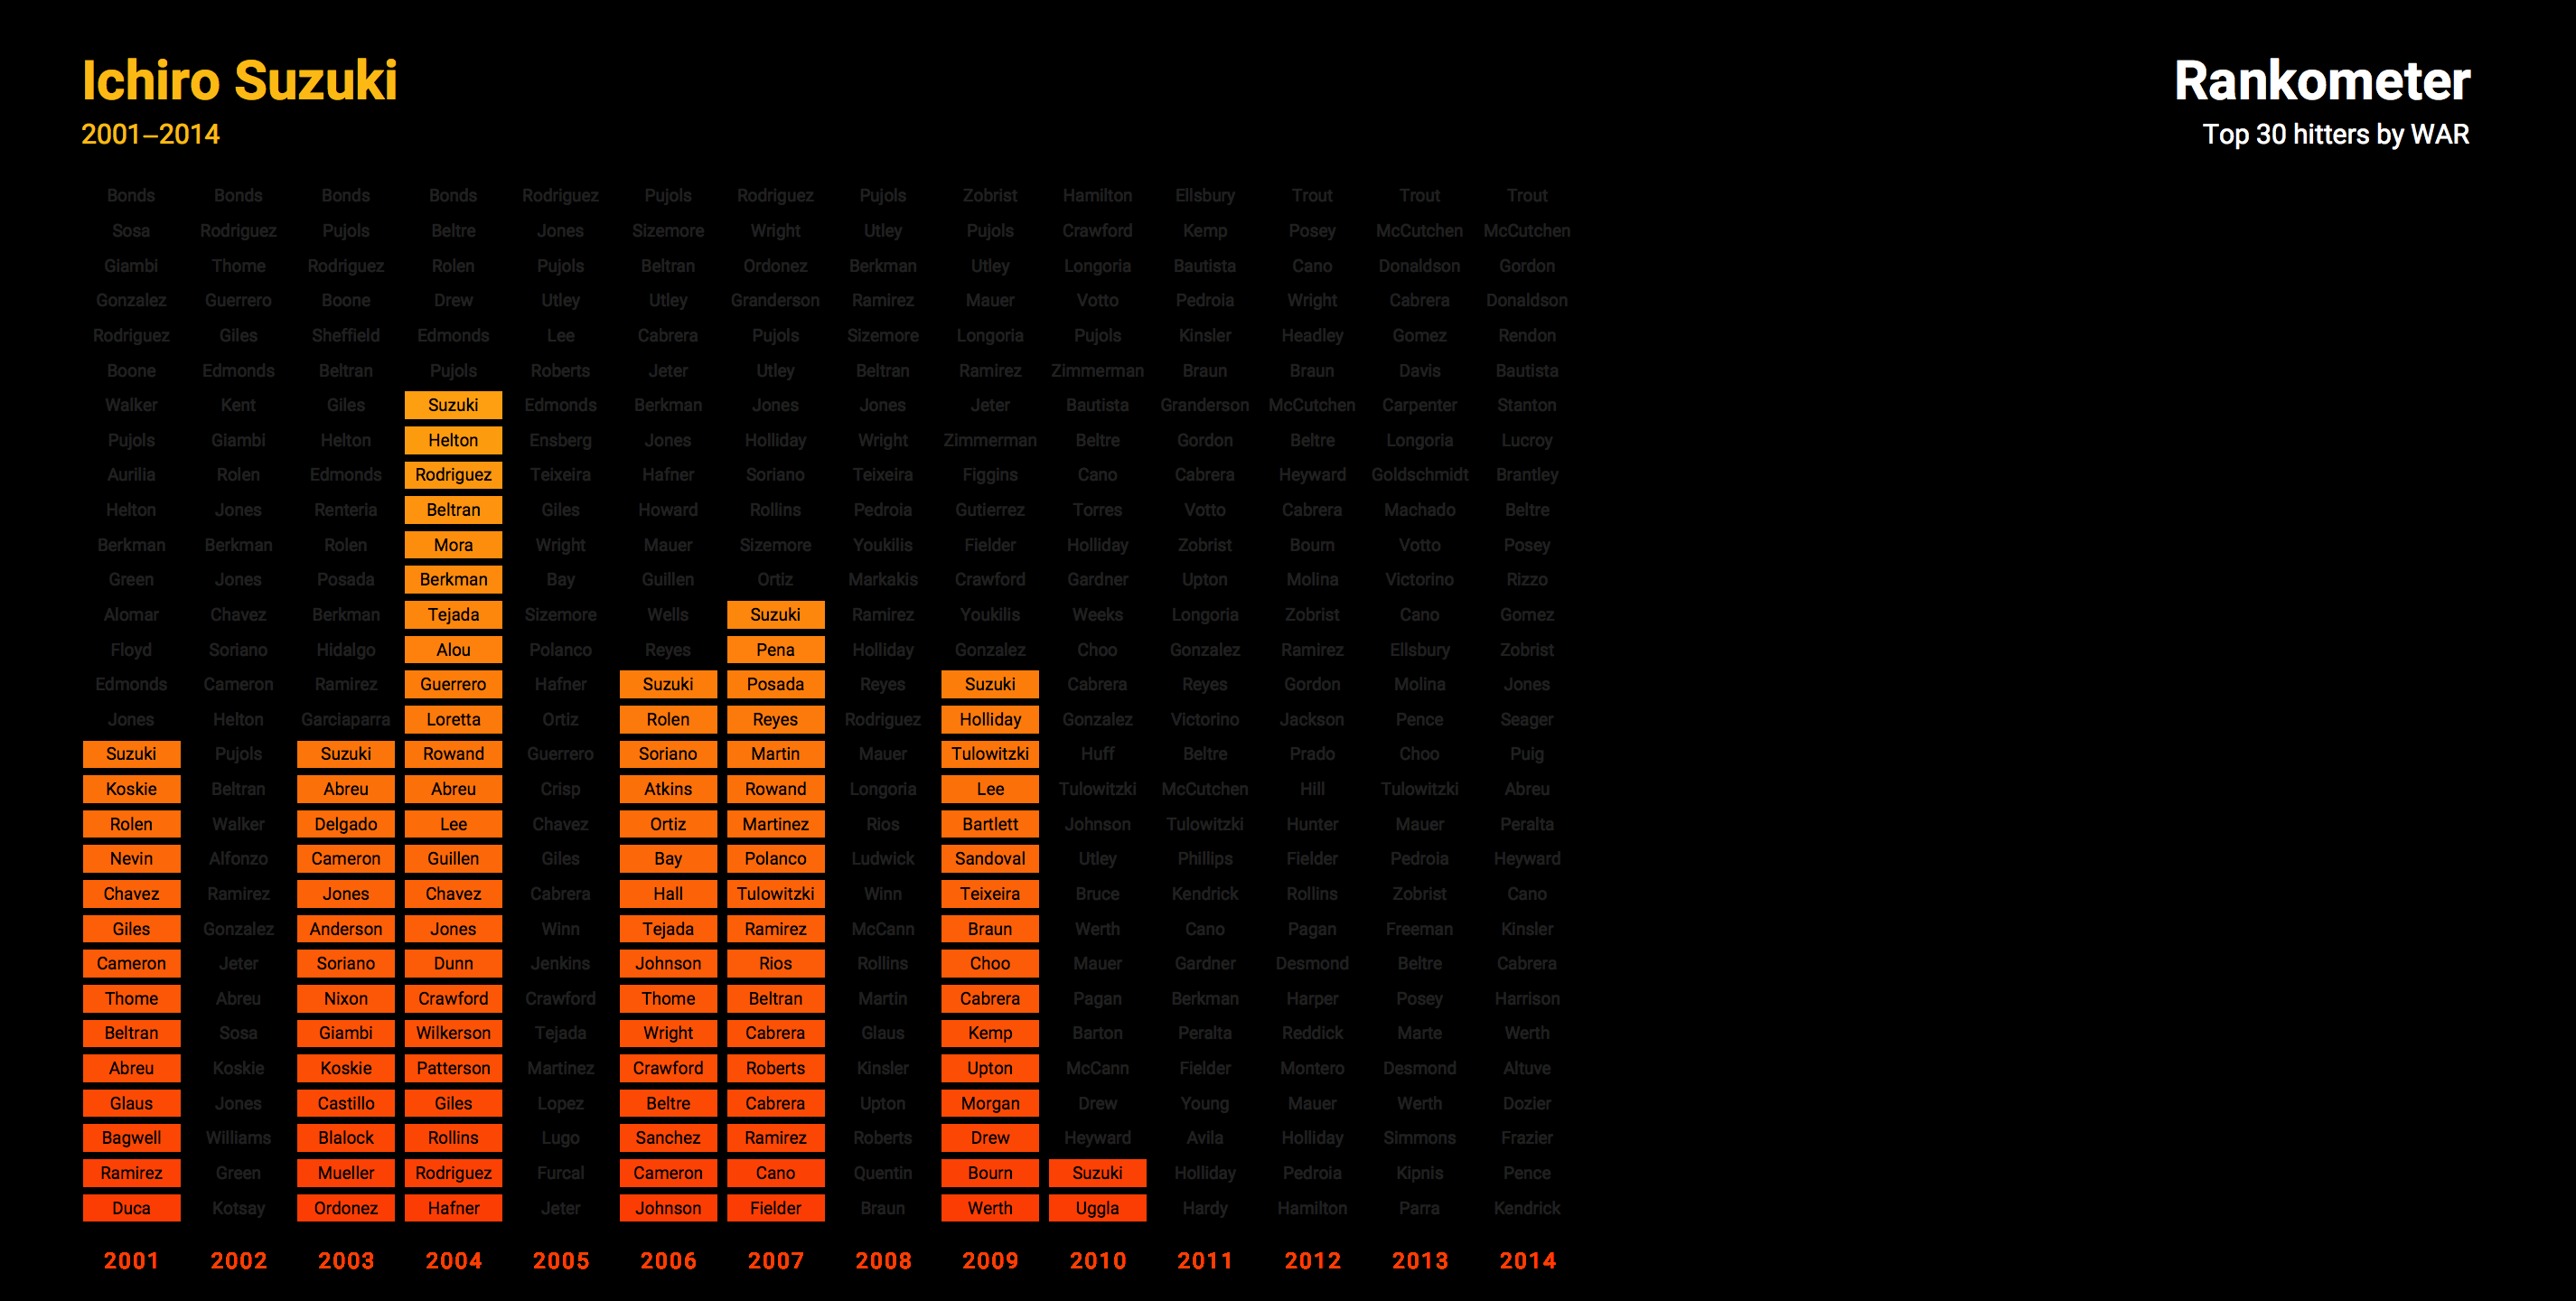 Ichiro Suzuki
2001–2014
Rankometer
Top 30 hitters by WAR
Bonds Bonds Bonds Bonds Rodriguez Pujols Rodriguez Pujols Zobrist Hamilton Ellsbury Trout Trout Trout
Sosa Rodriguez Pujols Beltre Jones Sizemore Wright Utley Pujols Crawford Kemp Posey McCutchen McCutchen
Giambi Thome Rodriguez Rolen Pujols Beltran Ordonez Berkman Utley Longoria Bautista Cano Donaldson Gordon
Gonzalez Guerrero Boone Drew Utley Utley Granderson Ramirez Mauer Votto Pedroia Wright Cabrera Donaldson
Rodriguez Giles Sheffield Edmonds Lee Cabrera Pujols Sizemore Longoria Pujols Kinsler Headley Gomez Rendon
Boone Edmonds Beltran Pujols Roberts Jeter Utley Beltran Ramirez Zimmerman Braun Braun Davis Bautista
Walker Kent Giles Suzuki Edmonds Berkman Jones Jones Jeter Bautista Granderson McCutchen Carpenter Stanton
Pujols Giambi Helton Helton Ensberg Jones Holliday Wright Zimmerman Beltre Gordon Beltre Longoria Lucroy
Aurilia Rolen Edmonds Rodriguez Teixeira Hafner Soriano Teixeira Figgins Cano Cabrera Heyward Goldschmidt Brantley
Helton Jones Renteria Beltran Giles Howard Rollins Pedroia Gutierrez Torres Votto Cabrera Machado Beltre
Berkman Berkman Rolen Mora Wright Mauer Sizemore Youkilis Fielder Holliday Zobrist Bourn Votto Posey
Green Jones Posada Berkman Bay Guillen Ortiz Markakis Crawford Gardner Upton Molina Victorino Rizzo
Alomar Chavez Berkman Tejada Sizemore Wells Suzuki Ramirez Youkilis Weeks Longoria Zobrist Cano Gomez
Floyd Soriano Hidalgo Alou Polanco Reyes Pena Holliday Gonzalez Choo Gonzalez Ramirez Ellsbury Zobrist
Edmonds Cameron Ramirez Guerrero Hafner Suzuki Posada Reyes Suzuki Cabrera Reyes Gordon Molina Jones
Jones Helton Garciaparra Loretta Ortiz Rolen Reyes Rodriguez Holliday Gonzalez Victorino Jackson Pence Seager
Suzuki Pujols Suzuki Rowand Guerrero Soriano Martin Mauer Tulowitzki Huff Beltre Prado Choo Puig
Koskie Beltran Abreu Abreu Crisp Atkins Rowand Longoria Lee Tulowitzki McCutchen Hill Tulowitzki Abreu
Rolen Walker Delgado Lee Chavez Ortiz Martinez Rios Bartlett Johnson Tulowitzki Hunter Mauer Peralta
Nevin Alfonzo Cameron Guillen Giles Bay Polanco Ludwick Sandoval Utley Phillips Fielder Pedroia Heyward
Chavez Ramirez Jones Chavez Cabrera Hall Tulowitzki Winn Teixeira Bruce Kendrick Rollins Zobrist Cano
Giles Gonzalez Anderson Jones Winn Tejada Ramirez McCann Braun Werth Cano Pagan Freeman Kinsler
Cameron Jeter Soriano Dunn Jenkins Johnson Rios Rollins Choo Mauer Gardner Desmond Beltre Cabrera
Thome Abreu Nixon Crawford Crawford Thome Beltran Martin Cabrera Pagan Berkman Harper Posey Harrison
Beltran Sosa Giambi Wilkerson Tejada Wright Cabrera Glaus Kemp Barton Peralta Reddick Marte Werth
Abreu Koskie Koskie Patterson Martinez Crawford Roberts Kinsler Upton McCann Fielder Montero Desmond Altuve
Glaus Jones Castillo Giles Lopez Beltre Cabrera Upton Morgan Drew Young Mauer Werth Dozier
Bagwell Williams Blalock Rollins Lugo Sanchez Ramirez Roberts Drew Heyward Avila Holliday Simmons Frazier
Ramirez Green Mueller Rodriguez Furcal Cameron Cano Quentin Bourn Suzuki Holliday Pedroia Kipnis Pence
Duca Kotsay Ordonez Hafner Jeter Johnson Fielder Braun Werth Uggla Hardy Hamilton Parra Kendrick
2001 2002 2003 2004 2005 2006 2007 2008 2009 2010 2011 2012 2013 2014